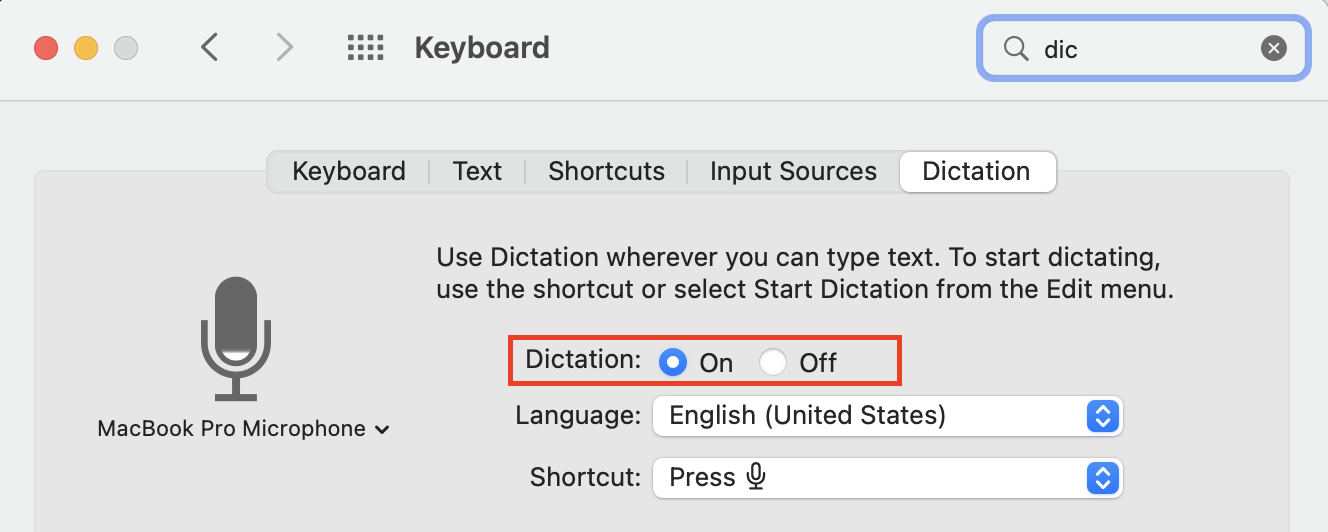 Keyboard
dic
Keyboard Text Shortcuts Input Sources Dictation
Use Dictation wherever you can type text. To start dictating,
use the shortcut or select Start Dictation from the Edit menu.
Dictation: On Off
MacBook Pro Microphone
Language: English (United States)
Shortcut: Press